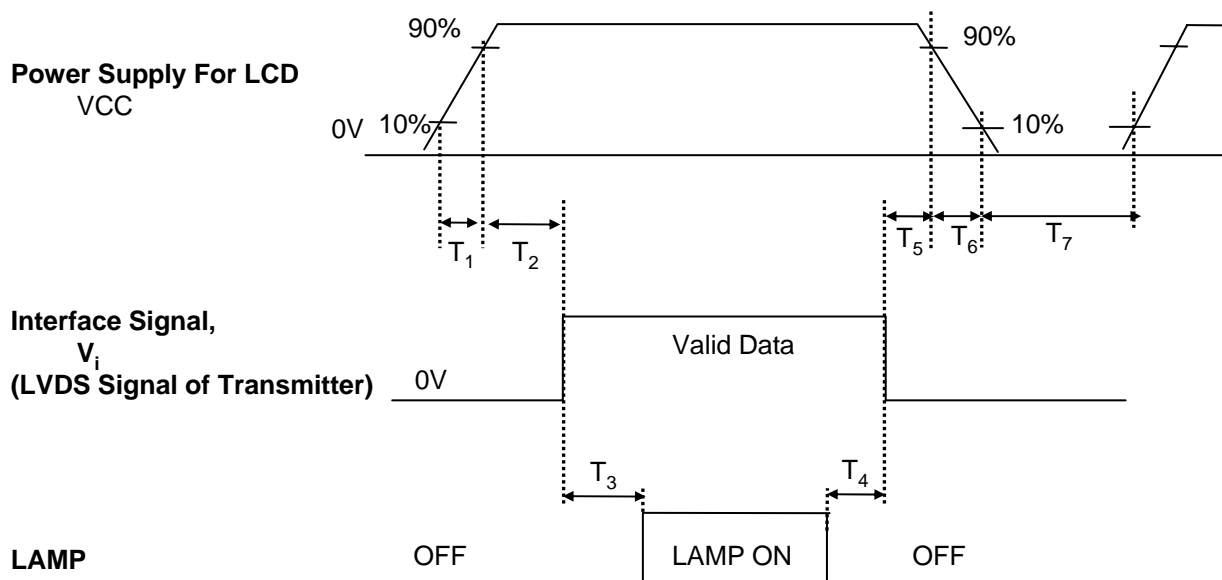 90%
90%
Power Supply For LCD
VCC
0V
10%
10%
T1
T2
T5
T6
T7
Interface Signal,
Vi
(LVDS Signal of Transmitter)
Valid Data
0V
T3
T4
LAMP
OFF
LAMP ON
OFF